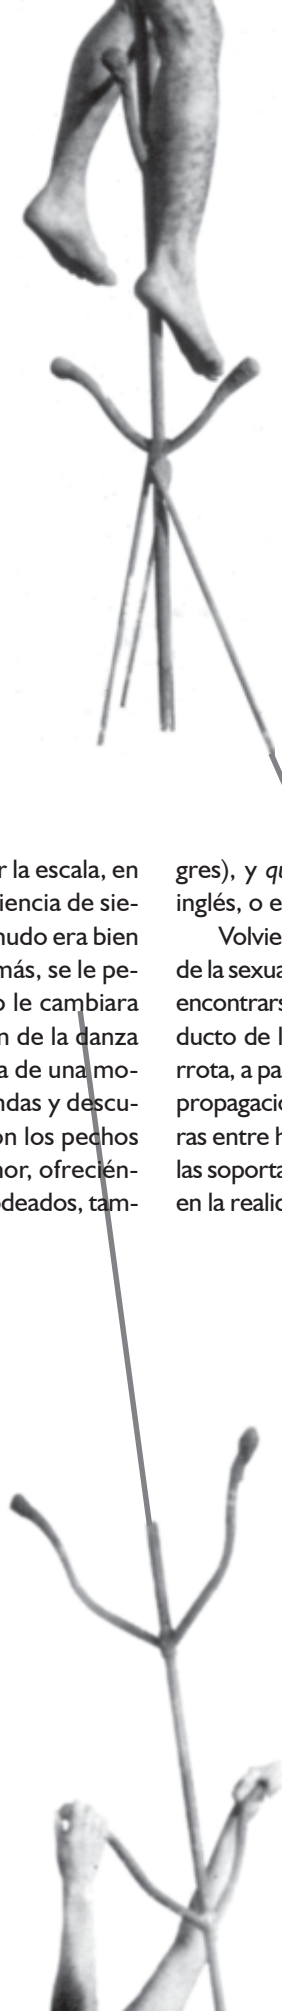 r la escala, en
iencia de sie-
nudo era bien
más, se le pe-
o le cambiara
n de la danza
a de una mo-
ndas y descu-
on los pechos
nor, ofrecién-
deados, tam-
gres), y qu
inglés, o e
Volvie
de la sexua
encontrars
ducto de l
rrota, a pa
propagacio
ras entre h
las soporta
en la realid